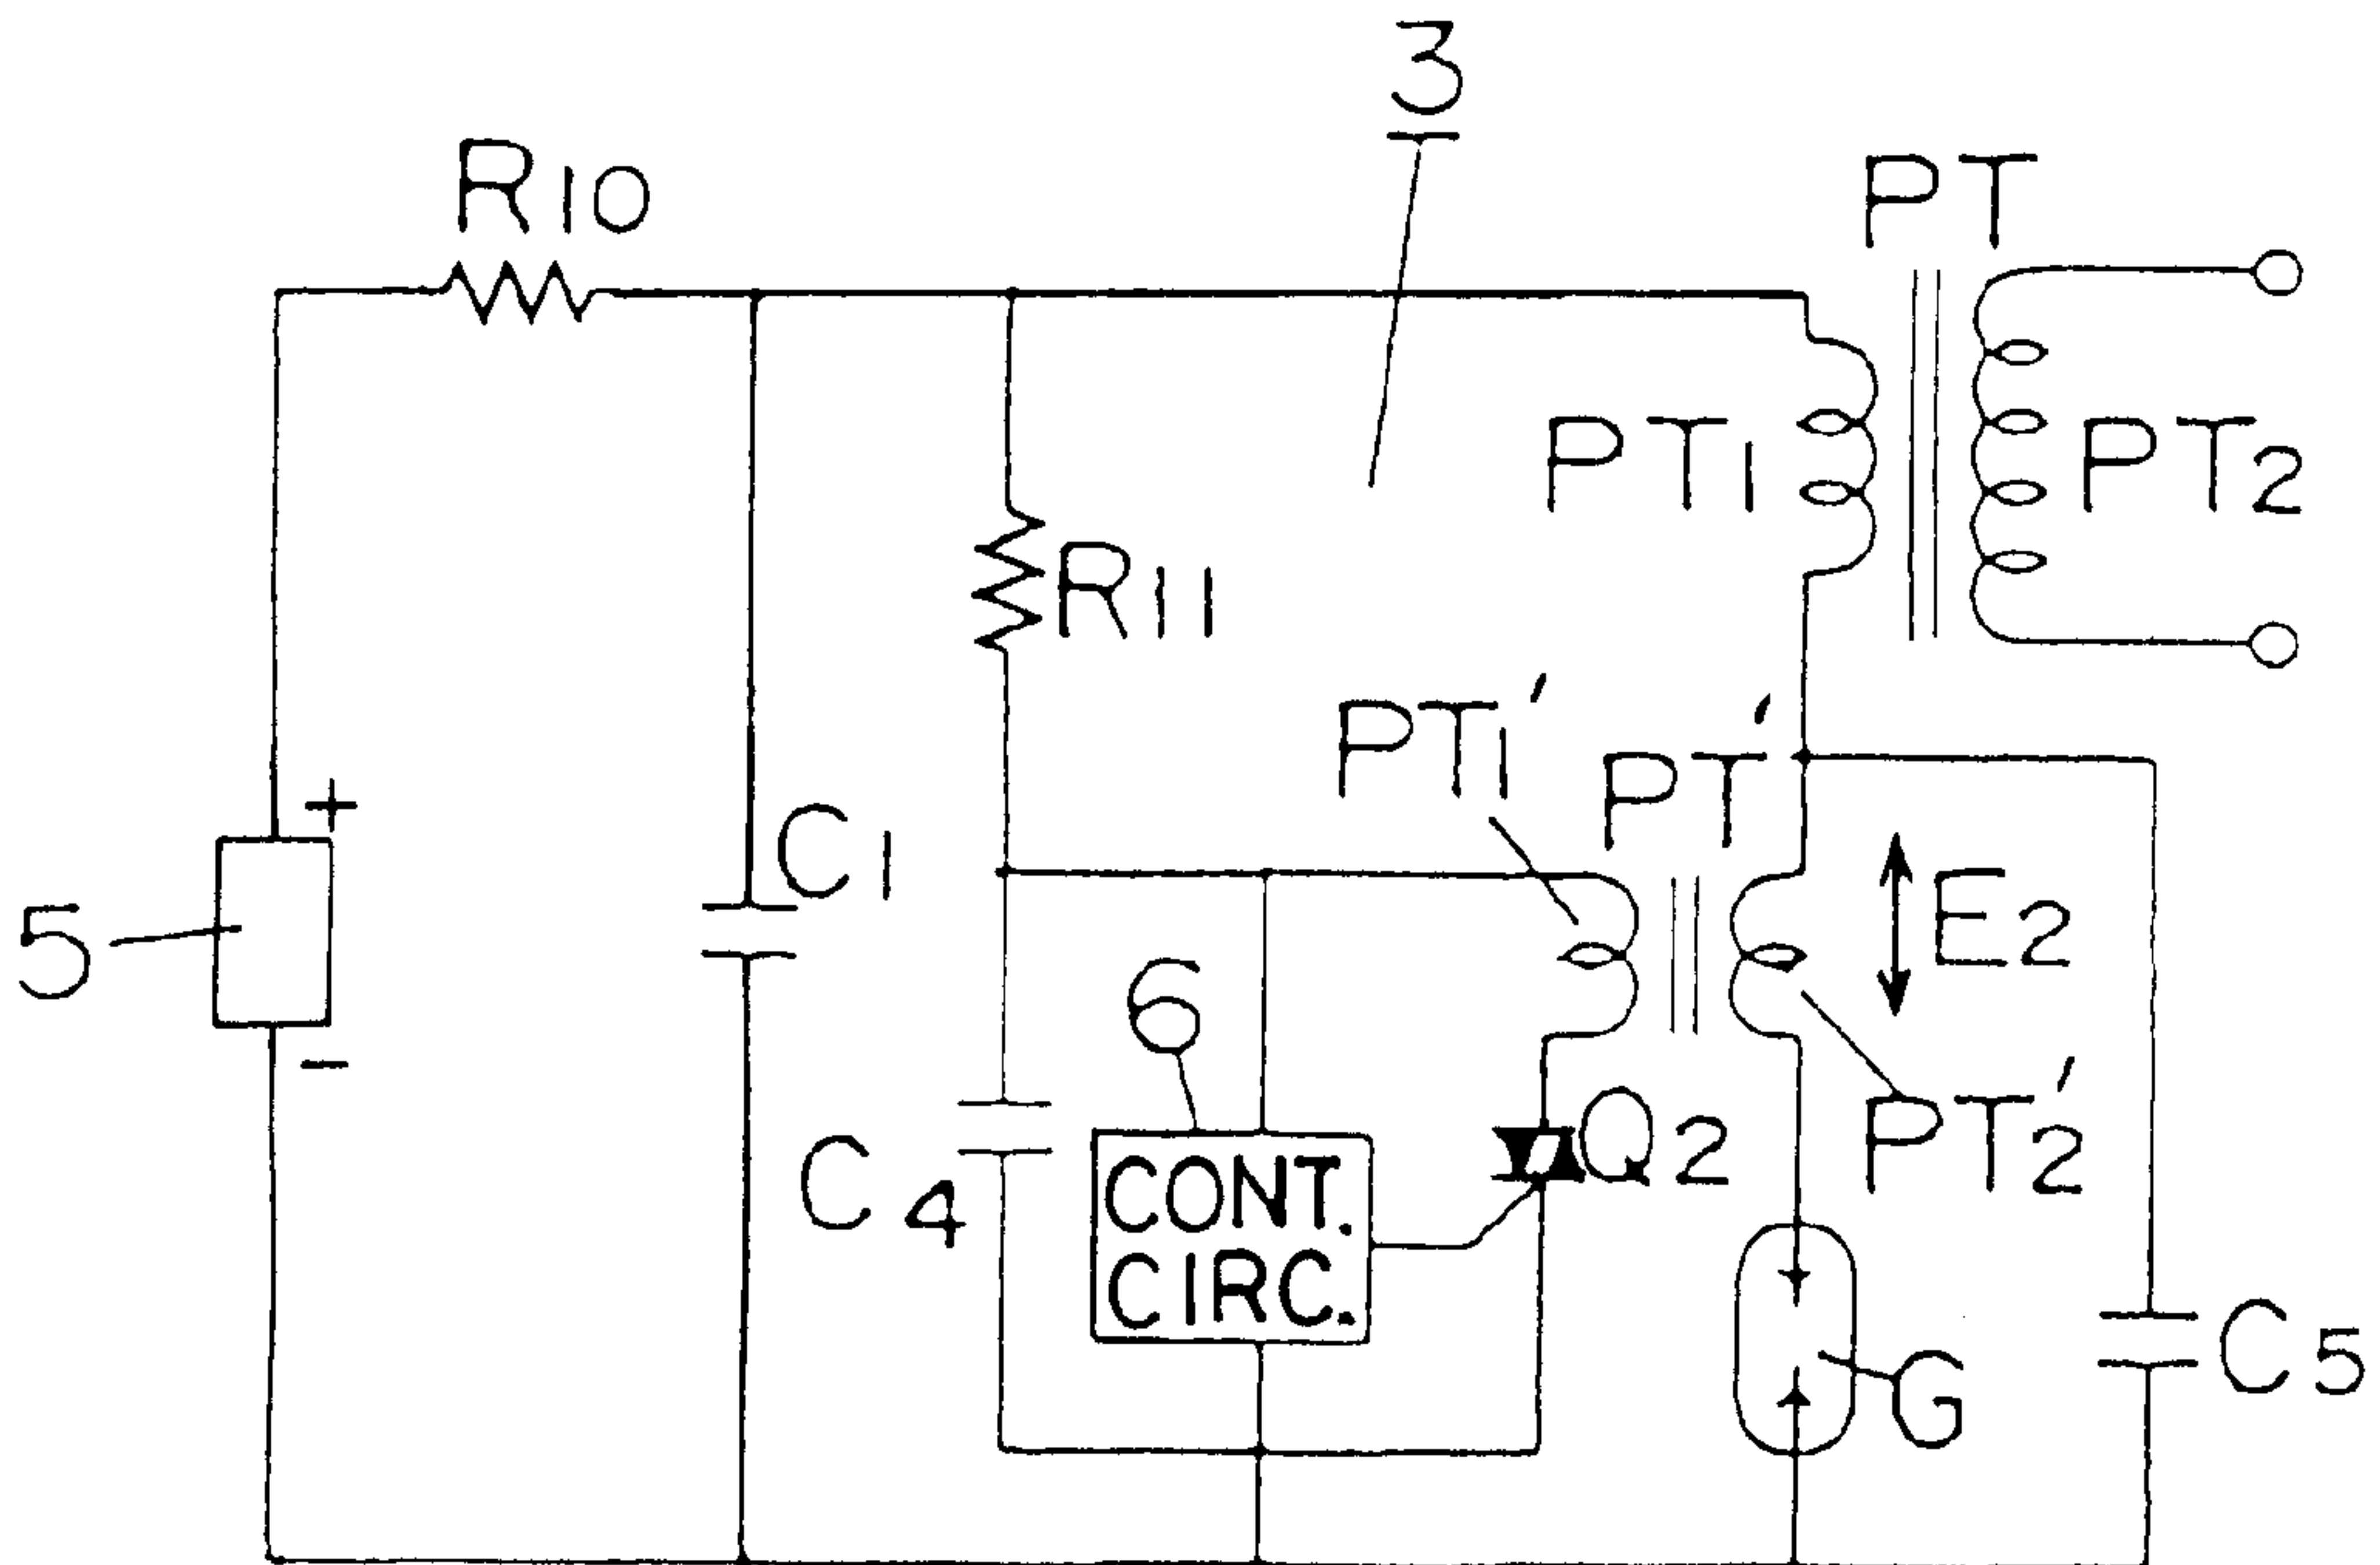 3
R10
PT
PT1
PT2
R11
PT1'
PT'
+
C1
E2
5
6
-
Q2
PT2'
C4
CONT.
CIRC.
C5
G